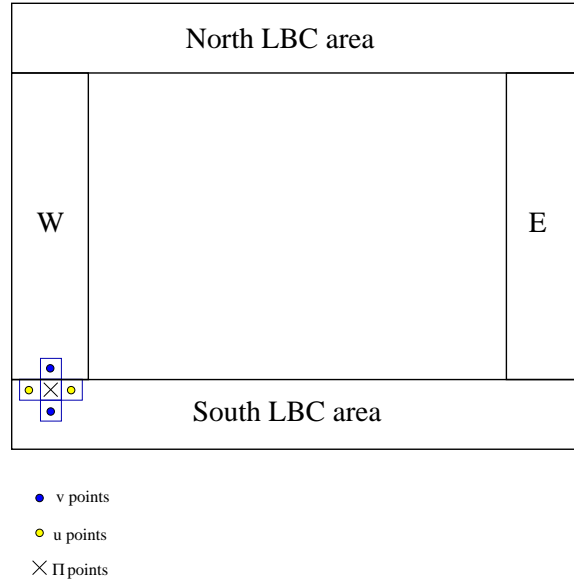 North LBC area
W
E
South LBC area
v points
u points
Π points